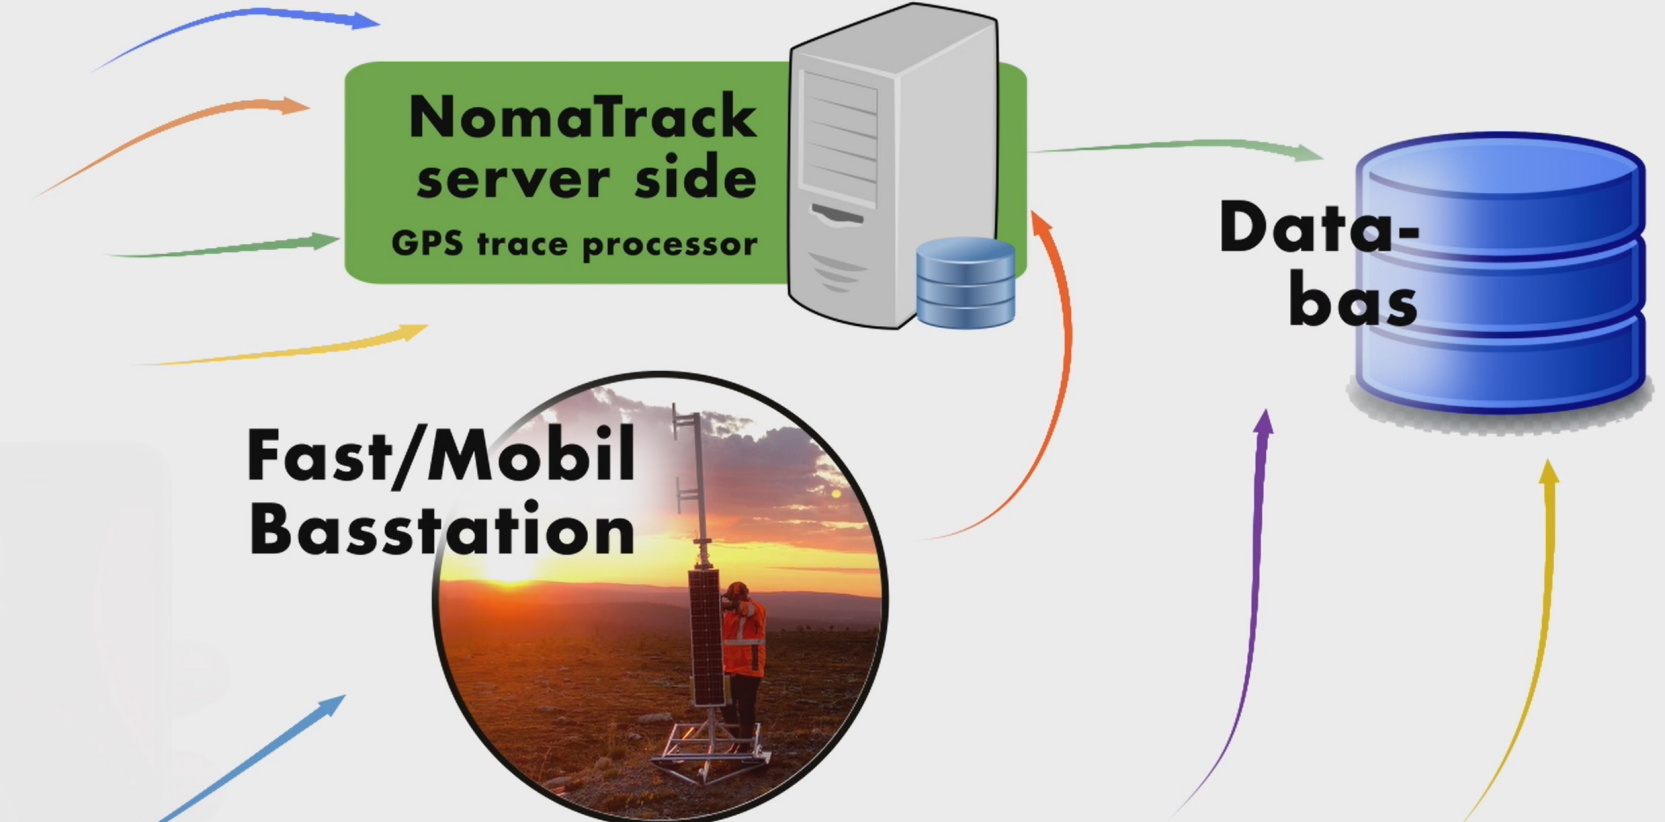 NomaTrack
server side
GPS trace processor
Data-
bas
Fast/Mobil
Basstation